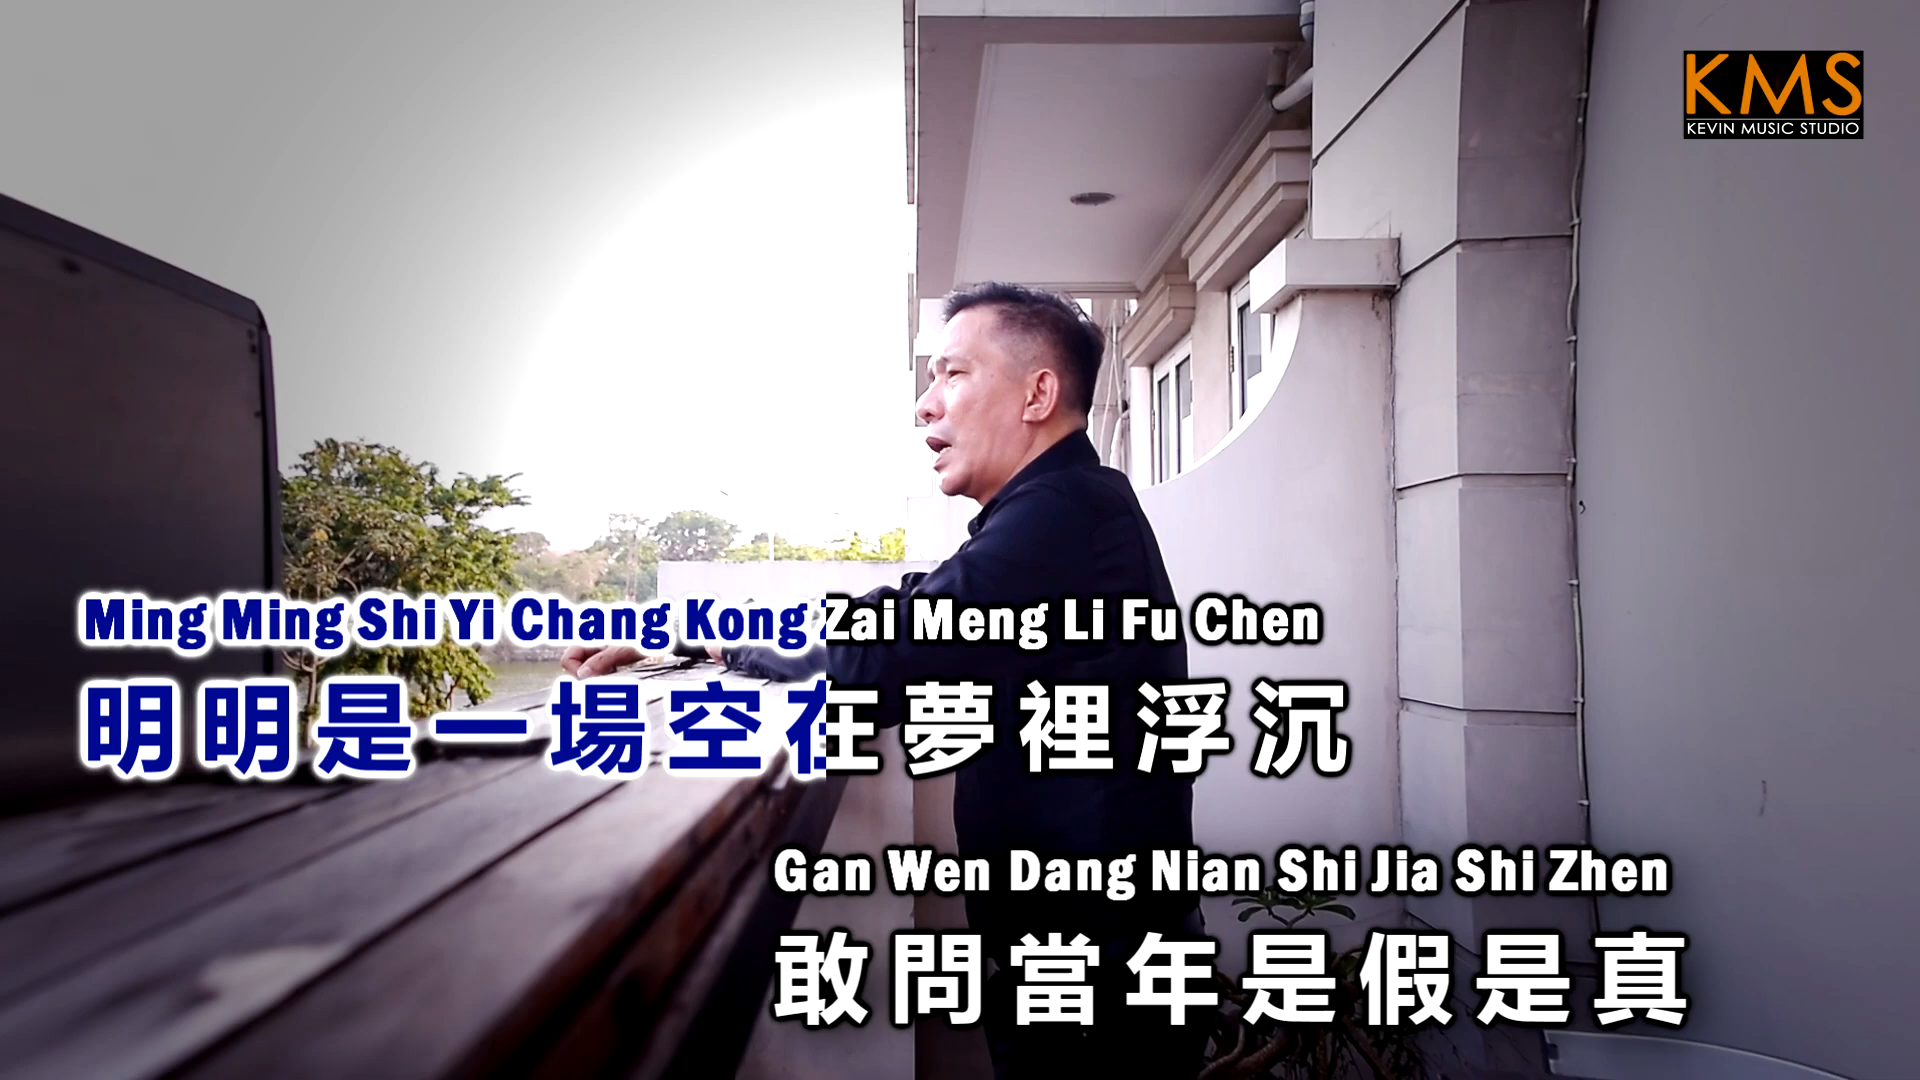 KMS
KEVIN MUSIC STUDIO
Ming Ming Shi Yi Chang Kong Zai Meng Li Fu Chen
明明是一場空在夢裡浮沉
Gan Wen Dang Nian Shi Jia Shi Zhen
敢問當年是假是真